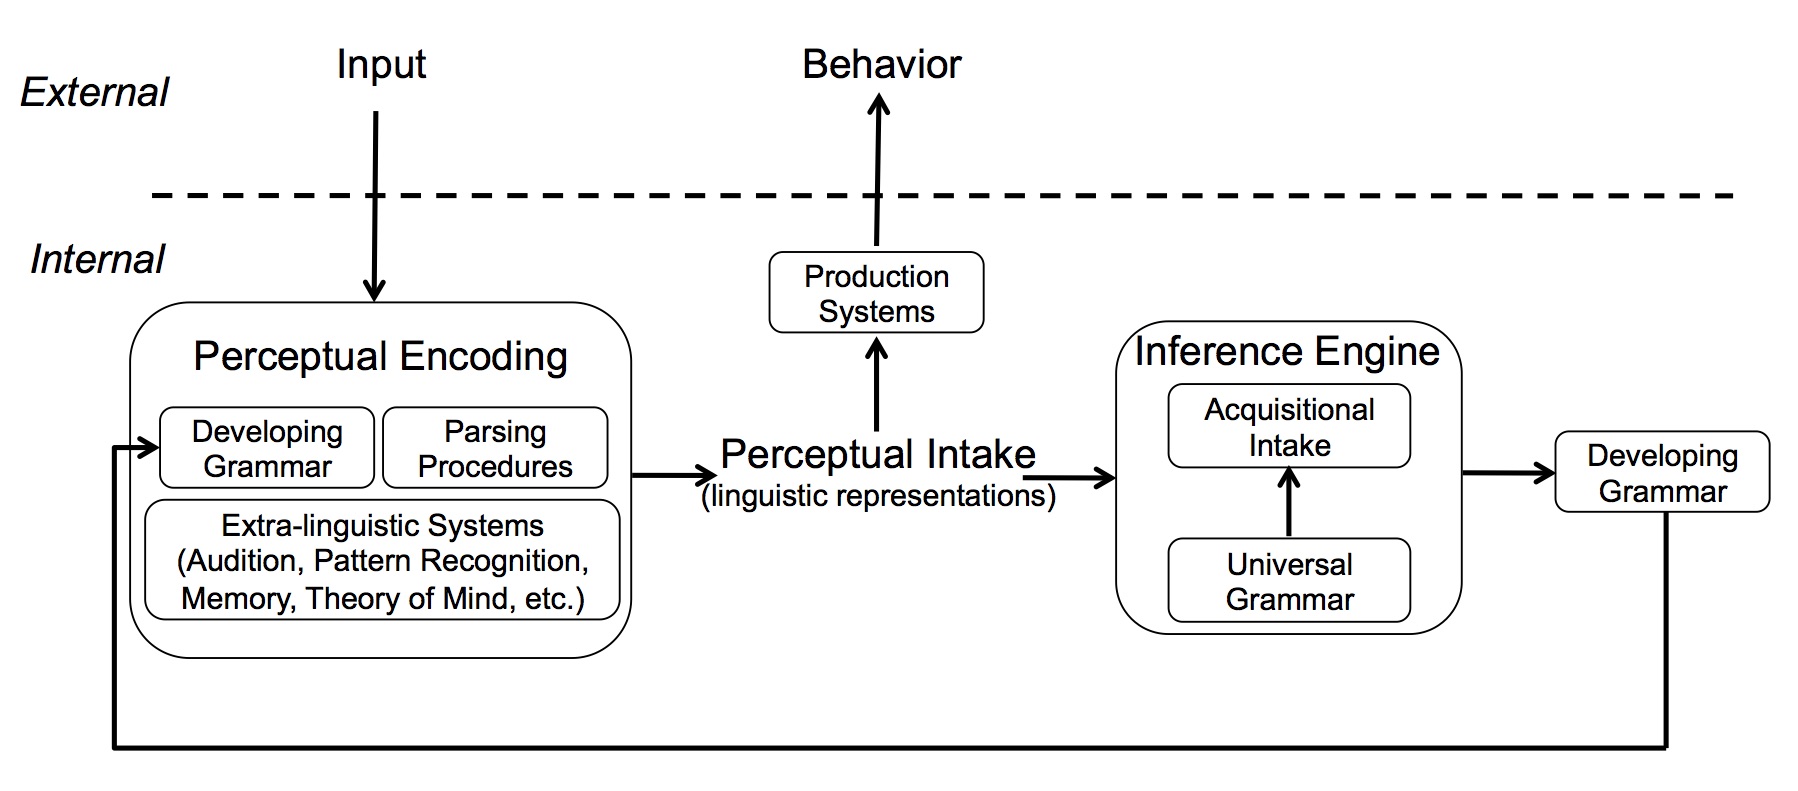 Input
Behavior
External
Internal
Production
Systems
Perceptual Encoding
Developing
Grammar
Parsing
Procedures
Extra-linguistic Systems
(Audition, Pattern Recognition,
Memory, Theory of Mind, etc.)
Perceptual Intake
(linguistic representations)
Inference Engine
Acquisitional
Intake
Universal
Grammar
Developing
Grammar